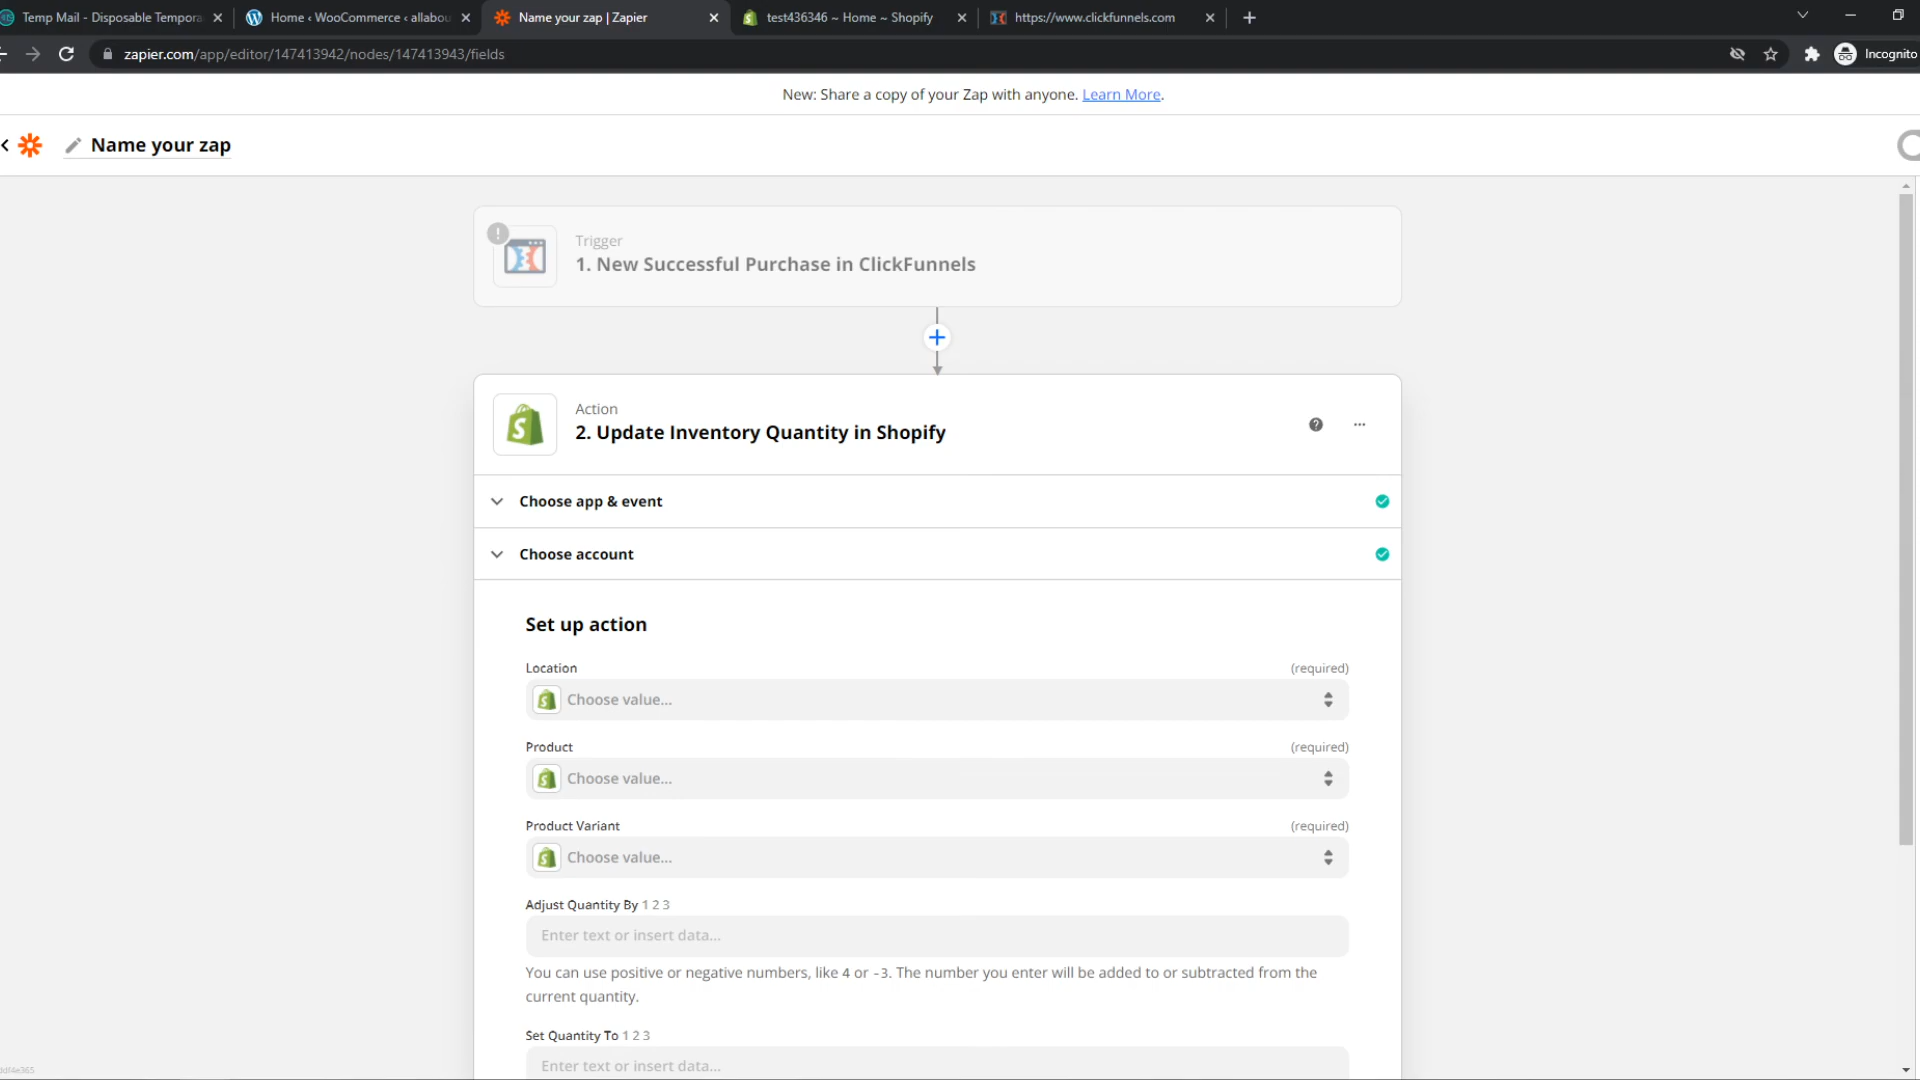 Temp Mail - Disposable Tempora
Home ‹ WooCommerce ‹ allabou
Name your zap | Zapier
test436346 ~ Home ~ Shopify
https://www.clickfunnels.com
zapier.com/app/editor/147413942/nodes/147413943/fields
Incognito
New: Share a copy of your Zap with anyone. Learn More.
Name your zap
Trigger
1. New Successful Purchase in ClickFunnels
Action
2. Update Inventory Quantity in Shopify
Choose app & event
Choose account
Set up action
Location (required)
Choose value...
Product (required)
Choose value...
Product Variant (required)
Choose value...
Adjust Quantity By 1 2 3
Enter text or insert data...
You can use positive or negative numbers, like 4 or -3. The number you enter will be added to or subtracted from the
current quantity.
Set Quantity To 1 2 3
Enter text or insert data...